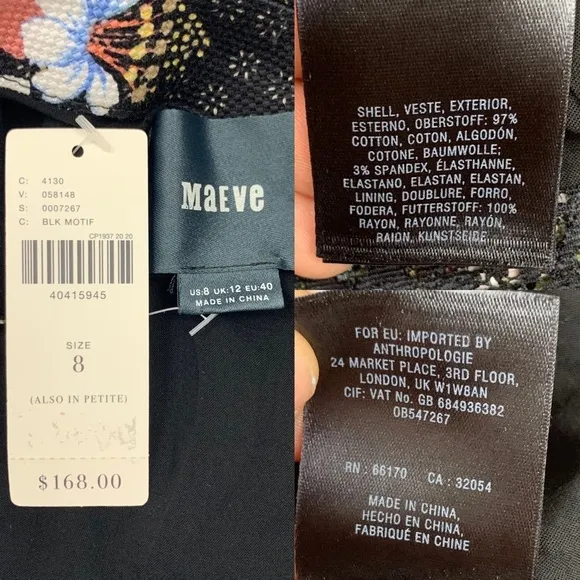 C: 4130
V: 058148
S: 0007267
C: BLK MOTIF
CP1937 20 20
40415945
SIZE
8
(ALSO IN PETITE)
$168.00
MaEve
US:8 UK:12 EU:40
MADE IN CHINA
SHELL, VESTE, EXTERIOR,
ESTERNO, OBERSTOFF: 97%
COTTON, COTON, ALGODÓN,
COTONE, BAUMWOLLE;
3% SPANDEX, ÉLASTHANNE,
ELASTANO, ELASTAN, ELASTAN,
LINING, DOUBLURE, FORRO,
FODERA, FUTTERSTOFF: 100%
RAYON, RAYONNE, RAYÓN,
RAION, KUNSTSEIDE
FOR EU: IMPORTED BY
ANTHROPOLOGIE
24 MARKET PLACE, 3RD FLOOR,
LONDON, UK W1W8AN
CIF: VAT No. GB 684936382
0B547267
RN : 66170 CA : 32054
MADE IN CHINA,
HECHO EN CHINA,
FABRIQUÉ EN CHINE